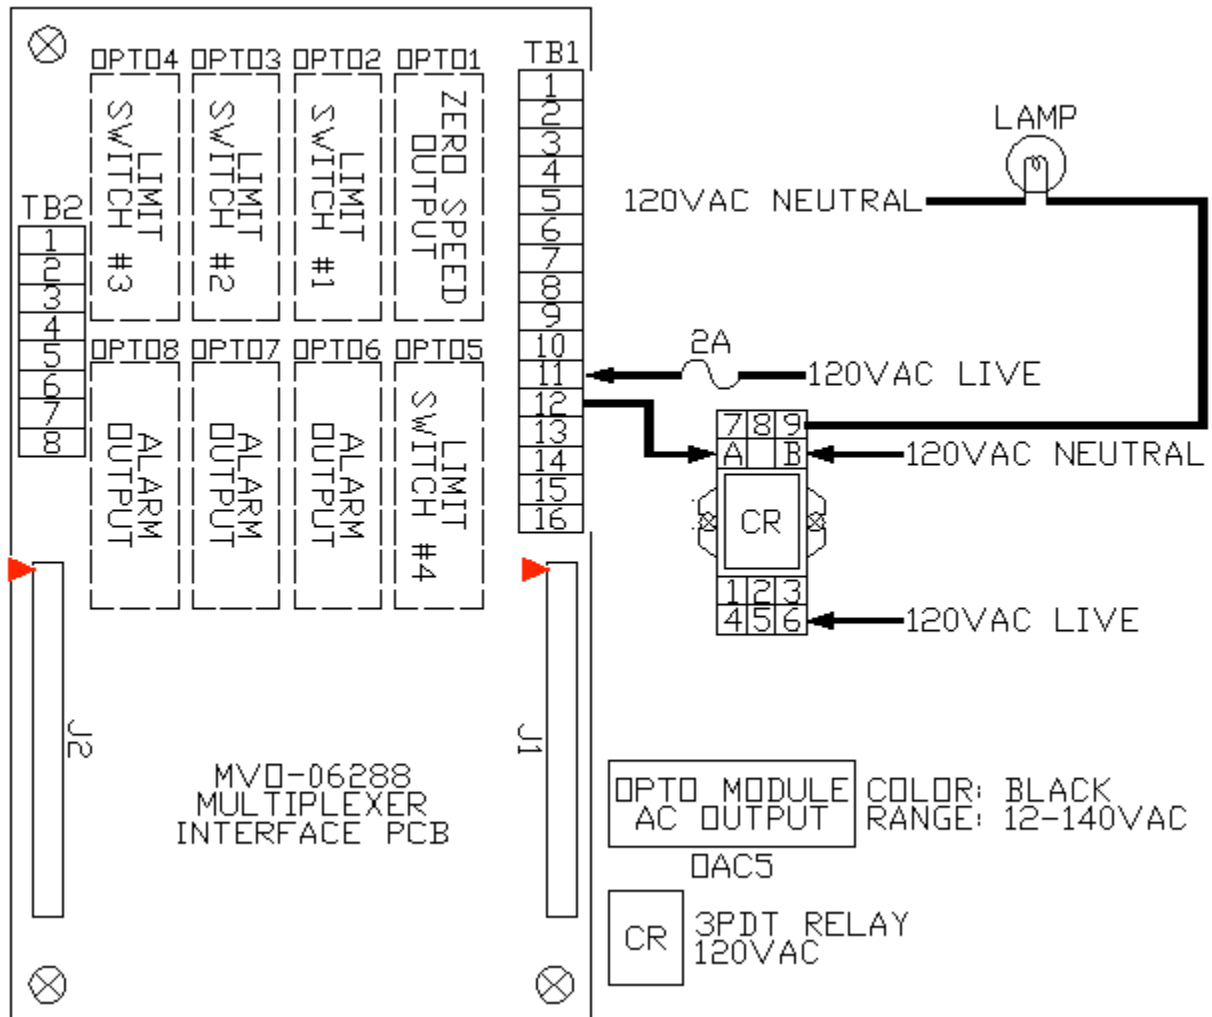 OPTO4 OPTO3 OPTO2 OPTO1
TB1
LIMIT
SWITCH #3
LIMIT
SWITCH #2
LIMIT
SWITCH #1
ZERO SPEED
OUTPUT
1
2
3
4
5
6
7
8
9
10
11
12
13
14
15
16
TB2
1
2
3
4
5
6
7
8
OPTO8 OPTO7 OPTO6 OPTO5
ALARM
OUTPUT
ALARM
OUTPUT
ALARM
OUTPUT
LIMIT
SWITCH #4
J2
J1
MVO-06288
MULTIPLEXER
INTERFACE PCB
LAMP
120VAC NEUTRAL
2A
120VAC LIVE
7 8 9
A B
120VAC NEUTRAL
CR
1 2 3
4 5 6
120VAC LIVE
OPTO MODULE
AC OUTPUT
COLOR: BLACK
RANGE: 12-140VAC
OAC5
CR
3PDT RELAY
120VAC